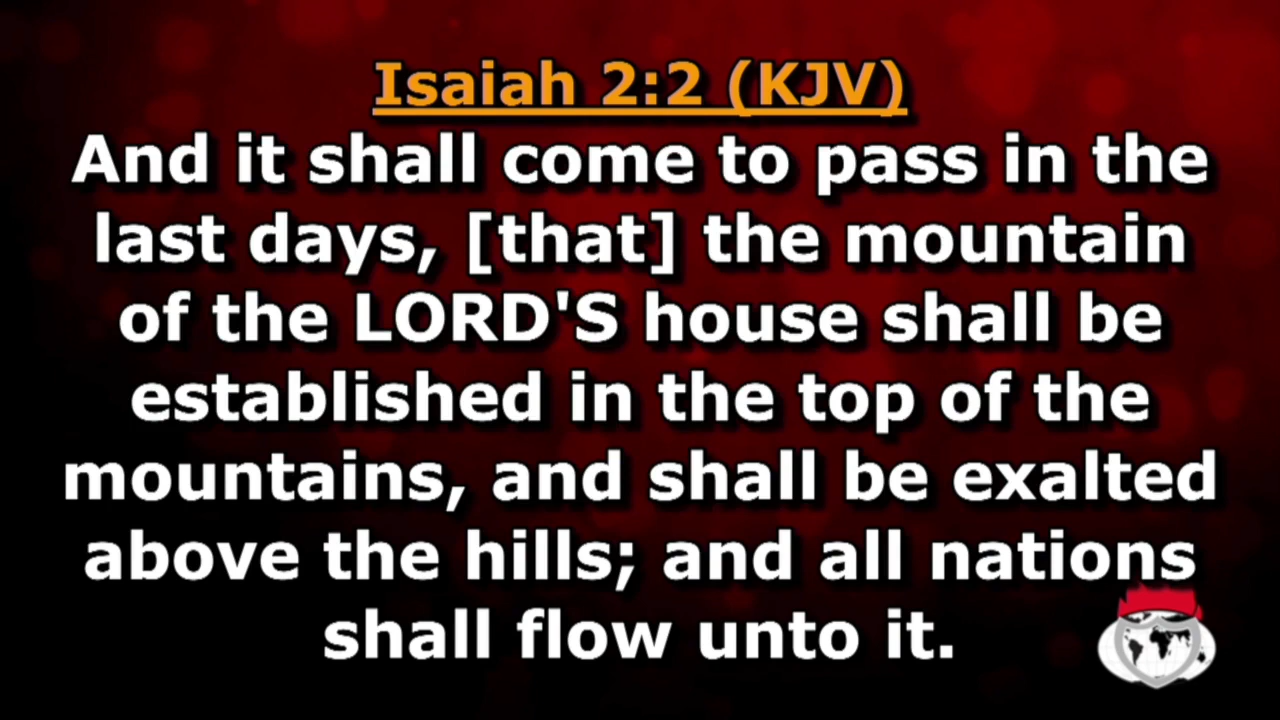 Isaiah 2:2 (KJV)
And it shall come to pass in the
last days, [that] the mountain
of the LORD'S house shall be
established in the top of the
mountains, and shall be exalted
above the hills; and all nations
shall flow unto it.